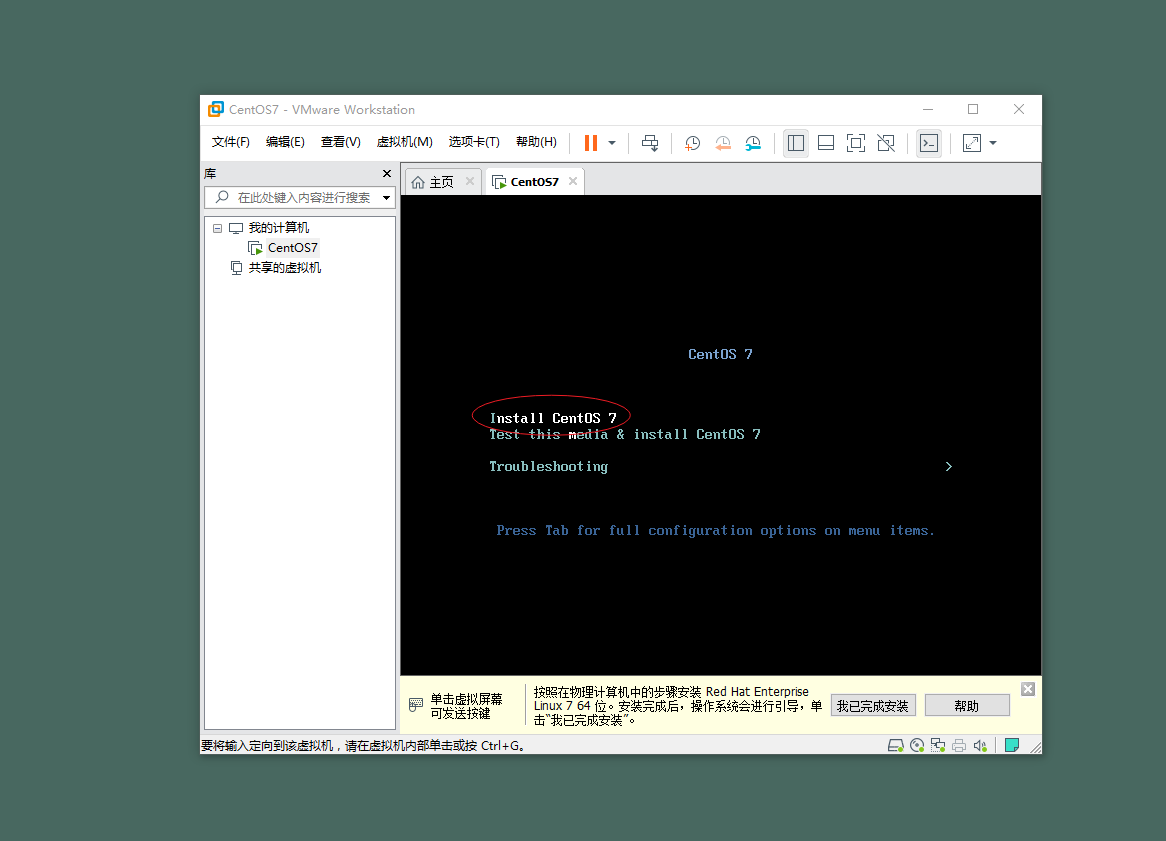 CentOS7 - VMware Workstation
文件(F) 编辑(E) 查看(V) 虚拟机(M) 选项卡(T) 帮助(H)
库
在此处键入内容进行搜索
我的计算机
CentOS7
共享的虚拟机
主页
CentOS7
CentOS 7
Install CentOS 7
Test this media & install CentOS 7
Troubleshooting >
Press Tab for full configuration options on menu items.
单击虚拟屏幕
可发送按键
按照在物理计算机中的步骤安装 Red Hat Enterprise
Linux 7 64 位。安装完成后，操作系统会进行引导，单
击“我已完成安装”。
我已完成安装
帮助
要将输入定向到该虚拟机，请在虚拟机内部单击或按 Ctrl+G。